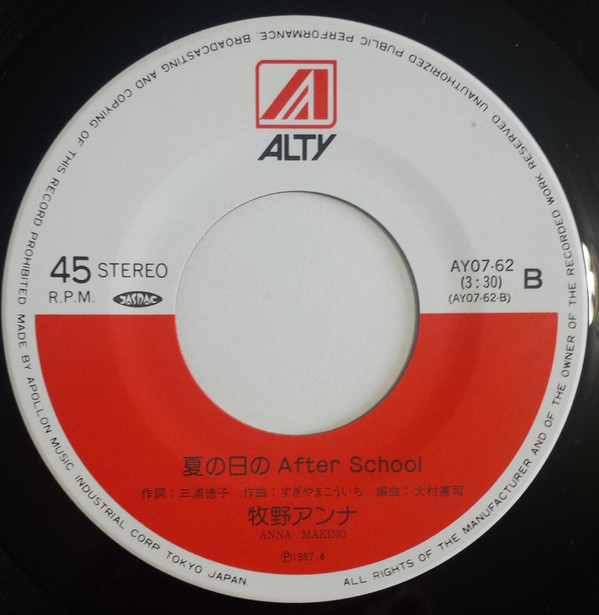 ALTY
45 STEREO
R.P.M. JASRAC
AY07-62
(3:30)
(AY07-62-B)
B
夏の日の After School
作詞：三浦徳子 作曲：すぎやまこういち 編曲：大村憲司
牧野アンナ
ANNA MAKINO
Ⓟ1987.4
ALL RIGHTS OF THE MANUFACTURER AND OF THE OWNER OF THE RECORDED WORK RESERVED UNAUTHORIZED PUBLIC PERFORMANCE. BROADCASTING AND COPYING OF THIS RECORD PROHIBITED. MADE BY APOLLON MUSIC INDUSTRIAL CORP. TOKYO JAPAN